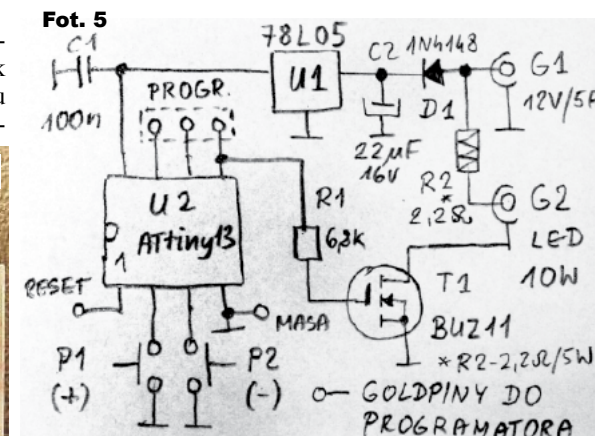 Fot. 5
k
u
C1
100n
PROGR.
78L05
U1
C2
22µF
16V
1N4148
D1
G1
12V/5A
R2
*
2,2Ω
G2
LED
10W
U2
ATtiny13
1
R1
6,8k
T1
BUZ11
RESET
MASA
P1
(+)
P2
(-)
*R2-2,2Ω/5W
GOLDPINY DO
PROGRAMATORA